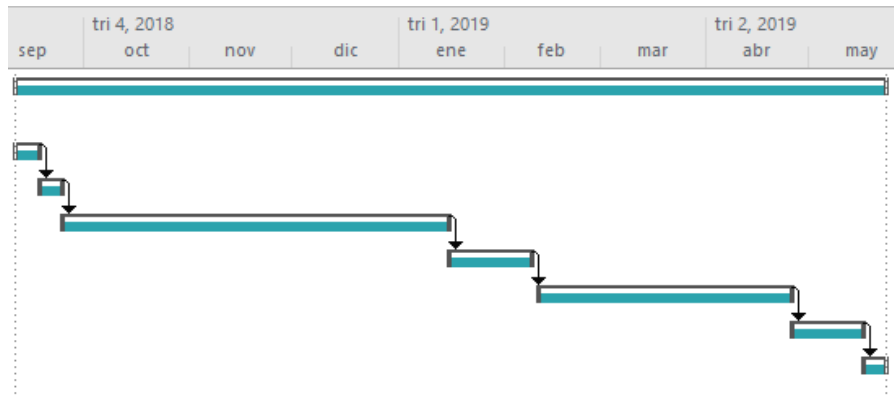 tri 4, 2018 tri 1, 2019 tri 2, 2019
sep oct nov dic ene feb mar abr may